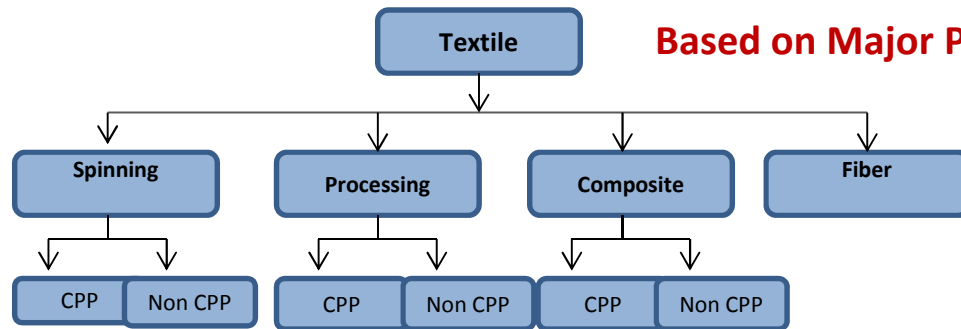 Textile
Based on Major P
Spinning
Processing
Composite
Fiber
CPP
Non CPP
CPP
Non CPP
CPP
Non CPP